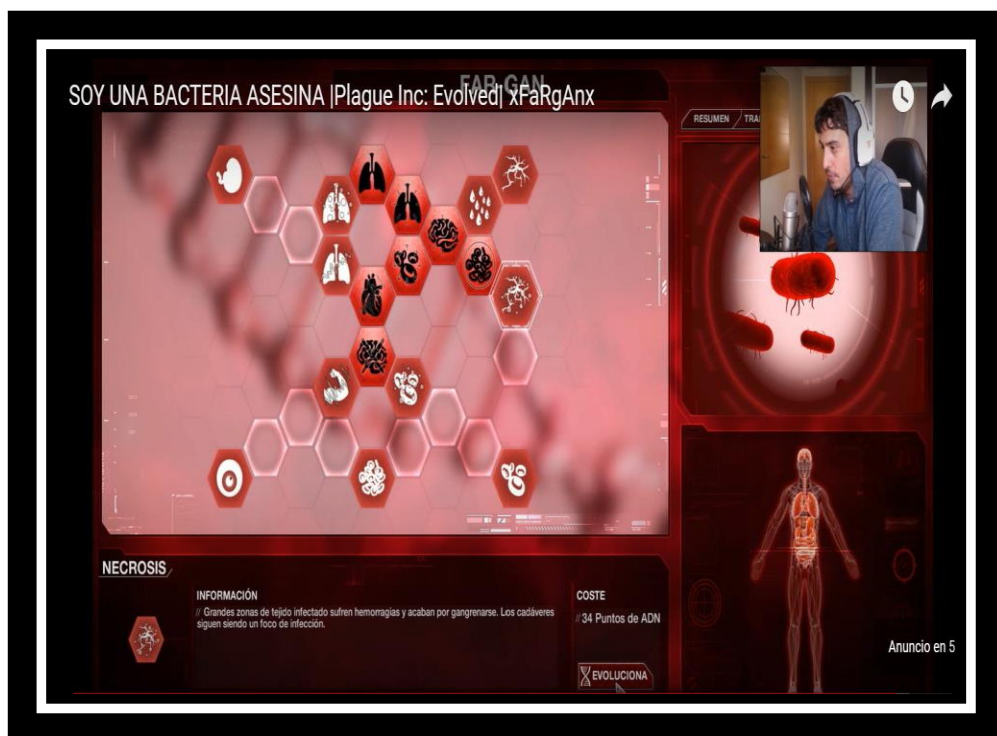 FAR-GAN
SOY UNA BACTERIA ASESINA |Plague Inc: Evolved| xFaRgAnx
RESUMEN
NECROSIS
INFORMACIÓN
// Grandes zonas de tejido infectado sufren hemorragias y acaban por gangrenarse. Los cadáveres
siguen siendo un foco de infección.
COSTE
// 34 Puntos de ADN
EVOLUCIONA
Anuncio en 5